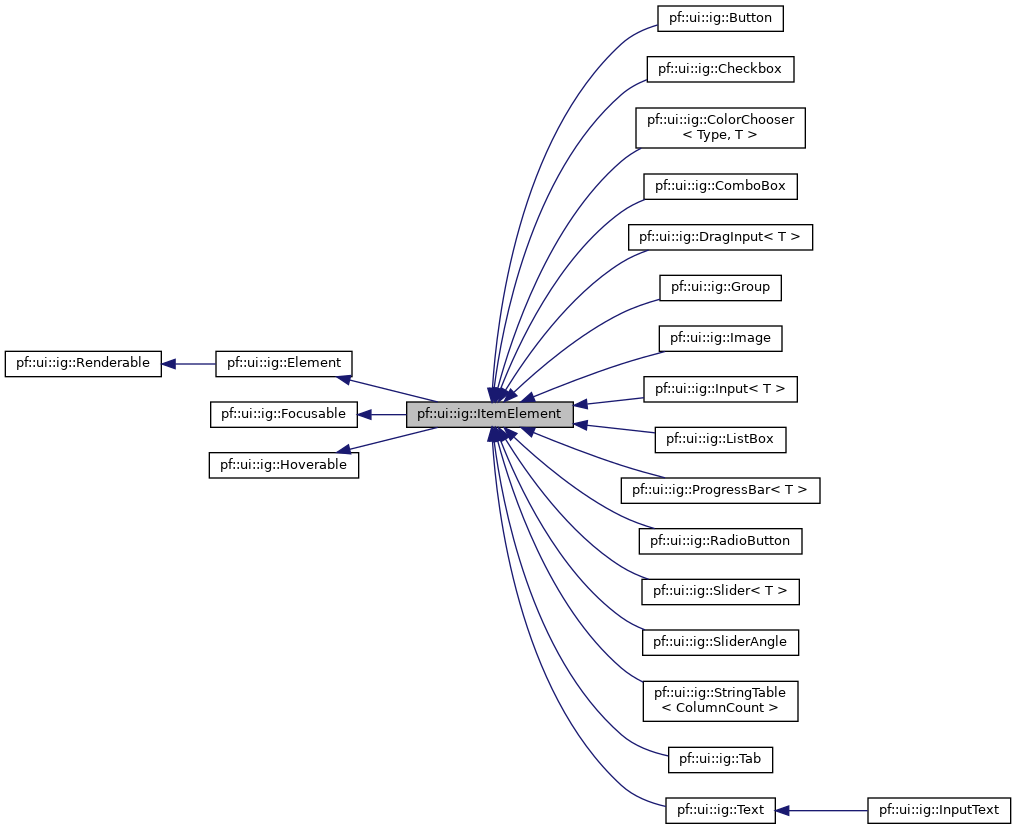 pf::ui::ig::Button
pf::ui::ig::Checkbox
pf::ui::ig::ColorChooser
< Type, T >
pf::ui::ig::ComboBox
pf::ui::ig::DragInput< T >
pf::ui::ig::Group
pf::ui::ig::Image
pf::ui::ig::Renderable
pf::ui::ig::Element
pf::ui::ig::Input< T >
pf::ui::ig::Focusable
pf::ui::ig::ItemElement
pf::ui::ig::ListBox
pf::ui::ig::Hoverable
pf::ui::ig::ProgressBar< T >
pf::ui::ig::RadioButton
pf::ui::ig::Slider< T >
pf::ui::ig::SliderAngle
pf::ui::ig::StringTable
< ColumnCount >
pf::ui::ig::Tab
pf::ui::ig::Text
pf::ui::ig::InputText